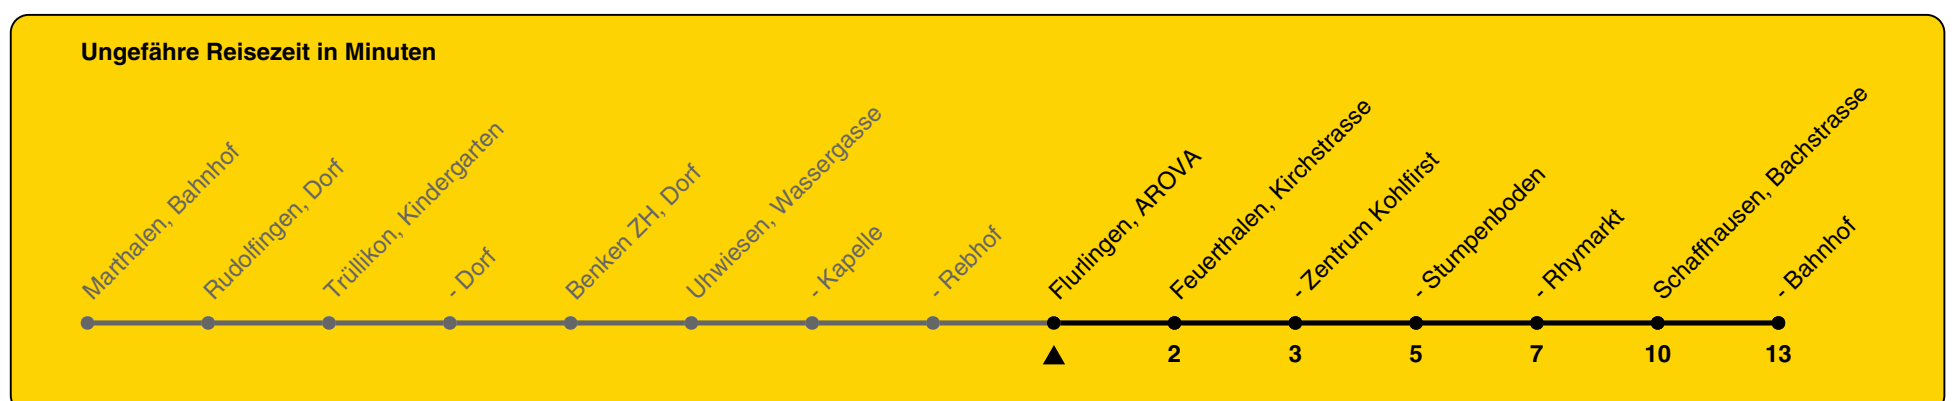 Ungefähre Reisezeit in Minuten
Marthalen, Bahnhof
Rudolfingen, Dorf
Trüllikon, Kindergarten
- Dorf
Benken ZH, Dorf
Uhwiesen, Wassergasse
- Kapelle
- Rebhof
Flurlingen, AROVA
Feuerthalen, Kirchstrasse
- Zentrum Kohlfirst
- Stumpenboden
- Rhymarkt
Schaffhausen, Bachstrasse
- Bahnhof
2 3 5 7 10 13